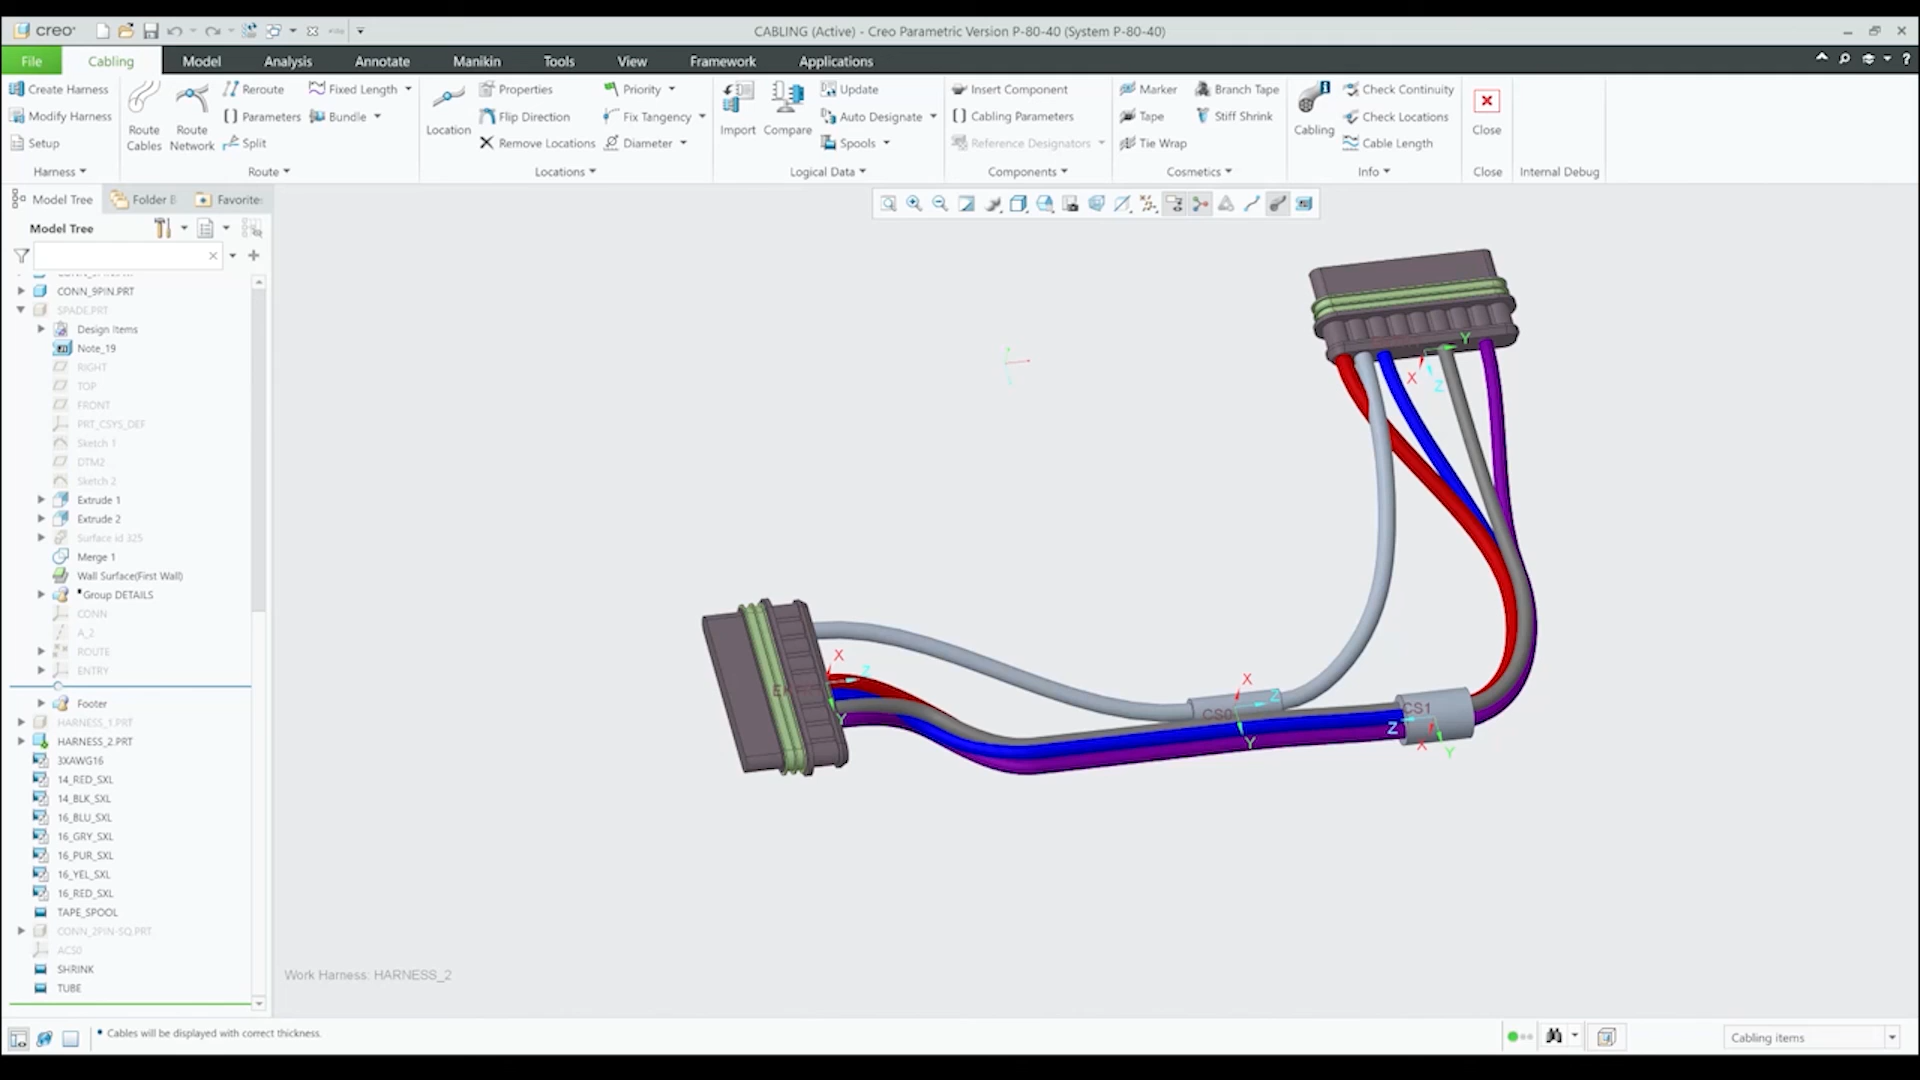 creo
CABLING (Active) - Creo Parametric Version P-80-40 (System P-80-40)
File Cabling Model Analysis Annotate Manikin Tools View Framework Applications
Create Harness
Modify Harness
Setup
Harness
Route Cables
Route Network
Reroute
Parameters
Split
Fixed Length
Bundle
Route
Location
Properties
Flip Direction
Remove Locations
Priority
Fix Tangency
Diameter
Locations
Import
Compare
Update
Auto Designate
Spools
Logical Data
Insert Component
Cabling Parameters
Reference Designators
Components
Marker
Tape
Tie Wrap
Branch Tape
Stiff Shrink
Cosmetics
Cabling
Check Continuity
Check Locations
Cable Length
Info
Close
Close
Internal Debug
Model Tree
Folder B
Favorite
Model Tree
CONN_9PIN.PRT
SPADE.PRT
Design Items
Note_19
RIGHT
TOP
FRONT
PRT_CSYS_DEF
Sketch 1
DTM2
Sketch 2
Extrude 1
Extrude 2
Surface id 325
Merge 1
Wall Surface(First Wall)
Group DETAILS
CONN
A_2
ROUTE
ENTRY
Footer
HARNESS_1.PRT
HARNESS_2.PRT
3XAWG16
14_RED_SXL
14_BLK_SXL
16_BLU_SXL
16_GRY_SXL
16_PUR_SXL
16_YEL_SXL
16_RED_SXL
TAPE_SPOOL
CONN_2PIN-SQ.PRT
ACS0
SHRINK
TUBE
Y
X
Z
X
Z
Y
X
Z
CS0
Y
CS1
Z
X
Y
Work Harness: HARNESS_2
Cables will be displayed with correct thickness.
Cabling items